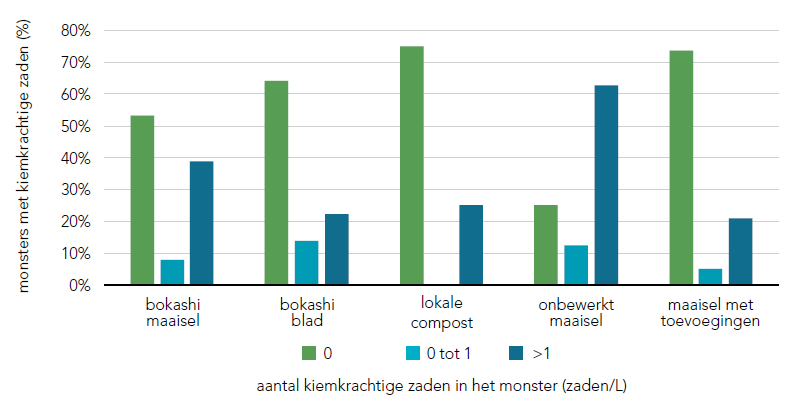 monsters met kiemkrachtige zaden (%)
80%
70%
60%
50%
40%
30%
20%
10%
0%
bokashi
maaisel
bokashi
blad
lokale
compost
onbewerkt
maaisel
maaisel met
toevoegingen
0
0 tot 1
>1
aantal kiemkrachtige zaden in het monster (zaden/L)